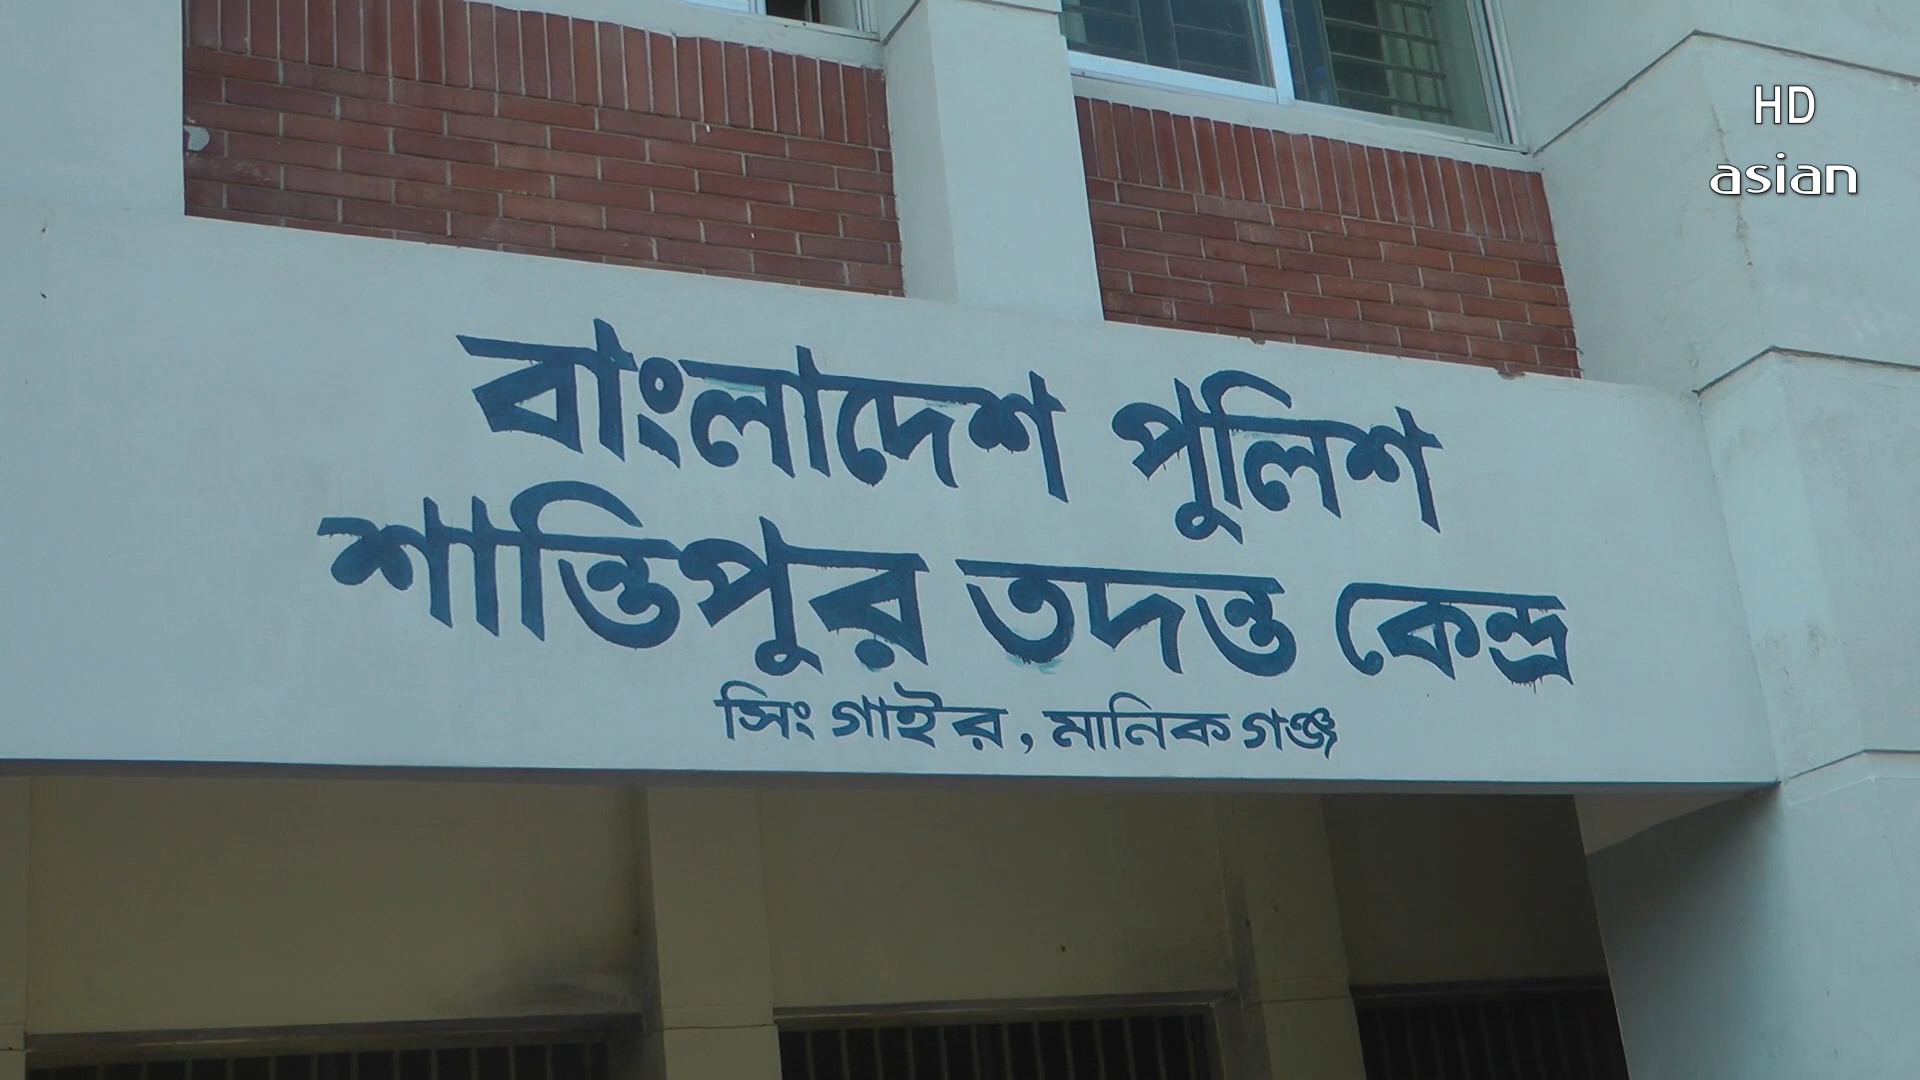 HD
asian
বাংলাদেশ পুলিশ
শান্তিপুর তদন্ত কেন্দ্র
সিংগাইর, মানিকগঞ্জ